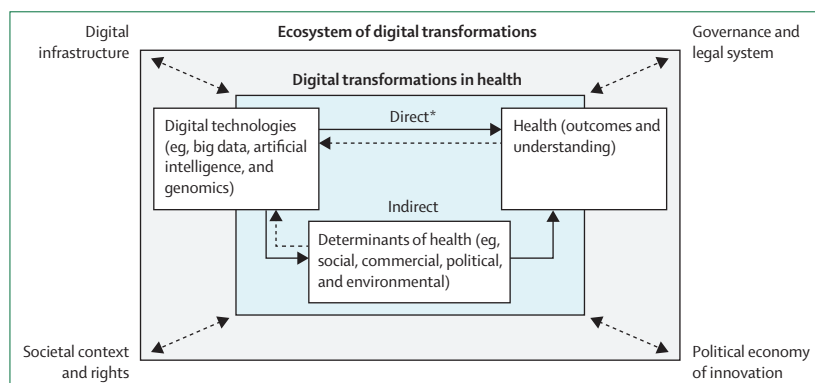 Digital
infrastructure
Ecosystem of digital transformations
Governance and
legal system
Digital transformations in health
Digital technologies
(eg, big data, artificial
intelligence, and
genomics)
Direct*
Health (outcomes and
understanding)
Indirect
Determinants of health (eg,
social, commercial, political,
and environmental)
Societal context
and rights
Political economy
of innovation